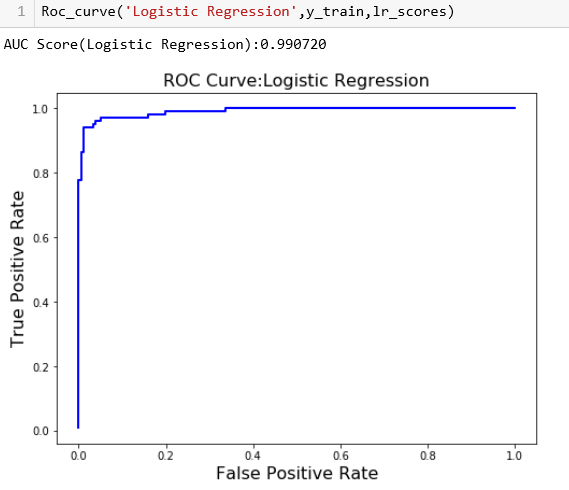 1 Roc_curve('Logistic Regression',y_train,lr_scores)
AUC Score(Logistic Regression):0.990720
ROC Curve:Logistic Regression
1.0
0.8
0.6
0.4
0.2
0.0
True Positive Rate
0.0 0.2 0.4 0.6 0.8 1.0
False Positive Rate